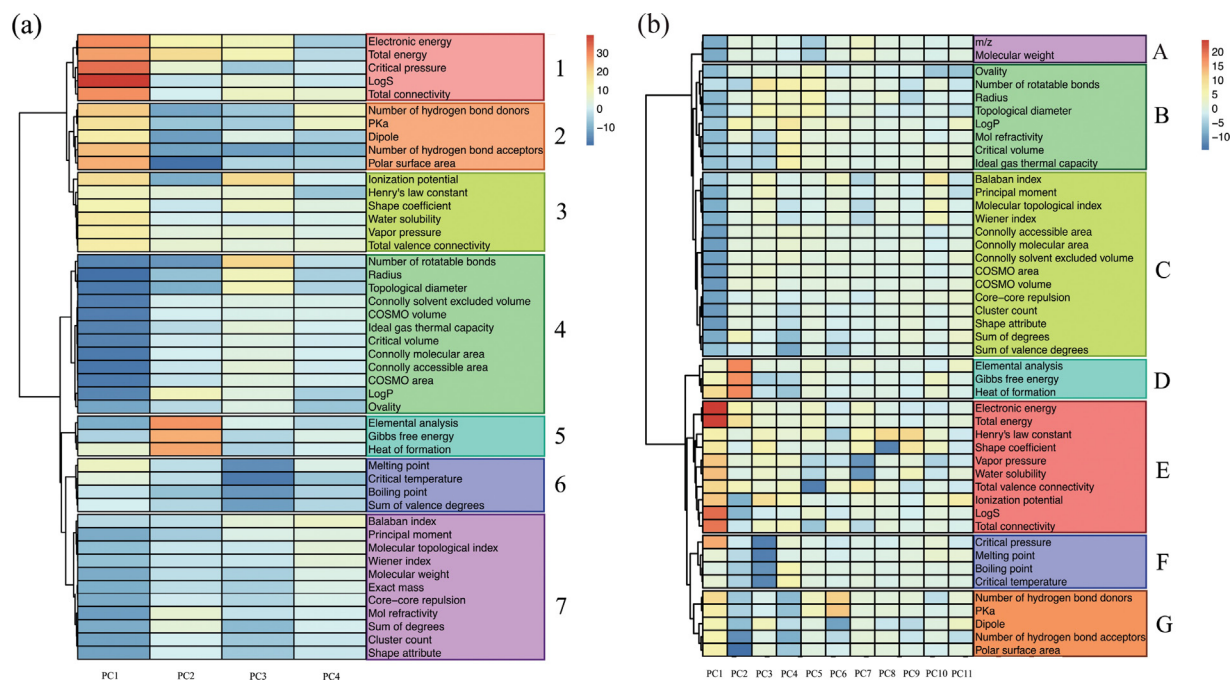 (a)
Electronic energy
Total energy
Critical pressure
LogS
Total connectivity
1
Number of hydrogen bond donors
PKa
Dipole
Number of hydrogen bond acceptors
Polar surface area
2
Ionization potential
Henry's law constant
Shape coefficient
Water solubility
Vapor pressure
Total valence connectivity
3
Number of rotatable bonds
Radius
Topological diameter
Connolly solvent excluded volume
COSMO volume
Ideal gas thermal capacity
Critical volume
Connolly molecular area
Connolly accessible area
COSMO area
LogP
Ovality
4
Elemental analysis
Gibbs free energy
Heat of formation
5
Melting point
Critical temperature
Boiling point
Sum of valence degrees
6
Balaban index
Principal moment
Molecular topological index
Wiener index
Molecular weight
Exact mass
Core-core repulsion
Mol refractivity
Sum of degrees
Cluster count
Shape attribute
7
PC1 PC2 PC3 PC4
30
20
10
0
-10
(b)
m/z
Molecular weight
A
Ovality
Number of rotatable bonds
Radius
Topological diameter
LogP
Mol refractivity
Critical volume
Ideal gas thermal capacity
B
Balaban index
Principal moment
Molecular topological index
Wiener index
Connolly accessible area
Connolly molecular area
Connolly solvent excluded volume
COSMO area
COSMO volume
Core-core repulsion
Cluster count
Shape attribute
Sum of degrees
Sum of valence degrees
C
Elemental analysis
Gibbs free energy
Heat of formation
D
Electronic energy
Total energy
Henry's law constant
Shape coefficient
Vapor pressure
Water solubility
Total valence connectivity
Ionization potential
LogS
Total connectivity
E
Critical pressure
Melting point
Boiling point
Critical temperature
F
Number of hydrogen bond donors
PKa
Dipole
Number of hydrogen bond acceptors
Polar surface area
G
PC1 PC2 PC3 PC4 PC5 PC6 PC7 PC8 PC9 PC10 PC11
20
15
10
5
0
-5
-10